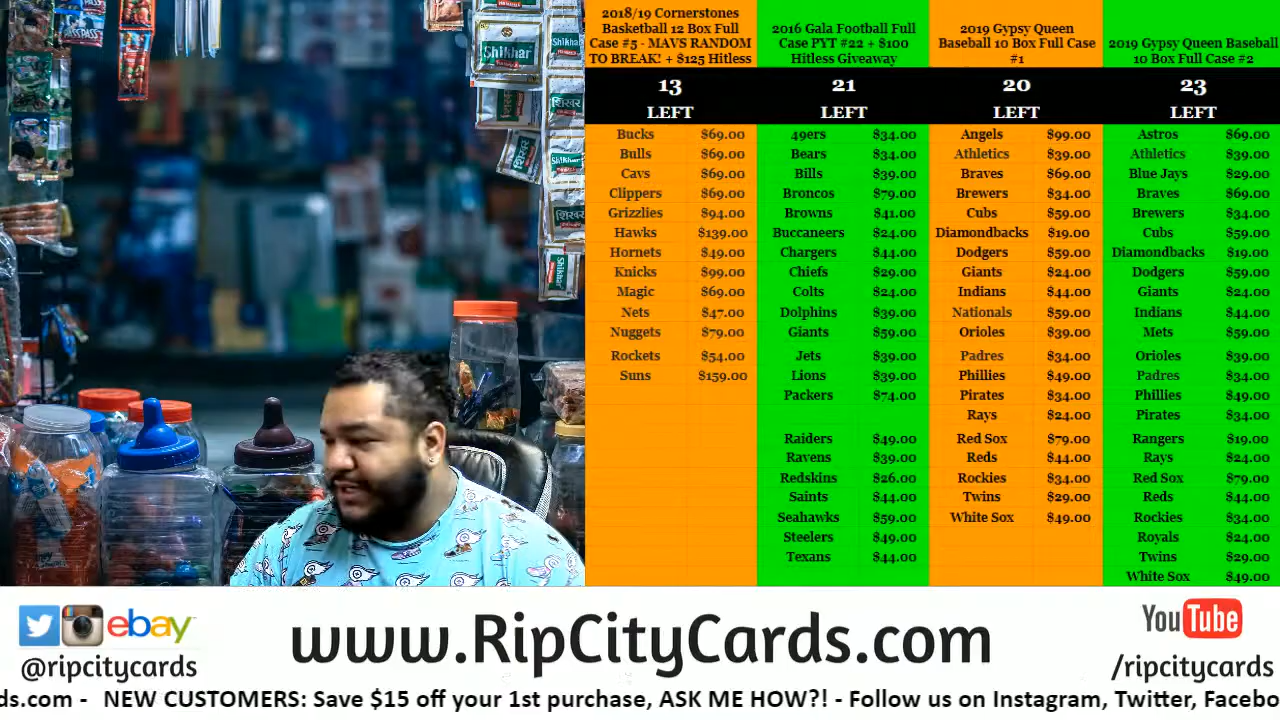 PASSPASS
Shikhar
Shikhar
शिखर
Shikhar
शिखर
Shikhar
2018/19 Cornerstones
Basketball 12 Box Full
Case #5 - MAVS RANDOM
TO BREAK! + $125 Hitless
13
LEFT
Bucks $69.00
Bulls $69.00
Cavs $69.00
Clippers $69.00
Grizzlies $94.00
Hawks $139.00
Hornets $49.00
Knicks $99.00
Magic $69.00
Nets $47.00
Nuggets $79.00
Rockets $54.00
Suns $159.00
2016 Gala Football Full
Case PYT #22 + $100
Hitless Giveaway
21
LEFT
49ers $34.00
Bears $34.00
Bills $39.00
Broncos $79.00
Browns $41.00
Buccaneers $24.00
Chargers $44.00
Chiefs $29.00
Colts $24.00
Dolphins $39.00
Giants $59.00
Jets $39.00
Lions $39.00
Packers $74.00
Raiders $49.00
Ravens $39.00
Redskins $26.00
Saints $44.00
Seahawks $59.00
Steelers $49.00
Texans $44.00
2019 Gypsy Queen
Baseball 10 Box Full Case
#1
20
LEFT
Angels $99.00
Athletics $39.00
Braves $69.00
Brewers $34.00
Cubs $59.00
Diamondbacks $19.00
Dodgers $59.00
Giants $24.00
Indians $44.00
Nationals $59.00
Orioles $39.00
Padres $34.00
Phillies $49.00
Pirates $34.00
Rays $24.00
Red Sox $79.00
Reds $44.00
Rockies $34.00
Twins $29.00
White Sox $49.00
2019 Gypsy Queen Baseball
10 Box Full Case #2
23
LEFT
Astros $69.00
Athletics $39.00
Blue Jays $29.00
Braves $69.00
Brewers $34.00
Cubs $59.00
Diamondbacks $19.00
Dodgers $59.00
Giants $24.00
Indians $44.00
Mets $59.00
Orioles $39.00
Padres $34.00
Phillies $49.00
Pirates $34.00
Rangers $19.00
Rays $24.00
Red Sox $79.00
Reds $44.00
Rockies $34.00
Royals $24.00
Twins $29.00
White Sox $49.00
ebay
@ripcitycards
www.RipCityCards.com
YouTube
/ripcitycards
ds.com - NEW CUSTOMERS: Save $15 off your 1st purchase, ASK ME HOW?! - Follow us on Instagram, Twitter, Facebo